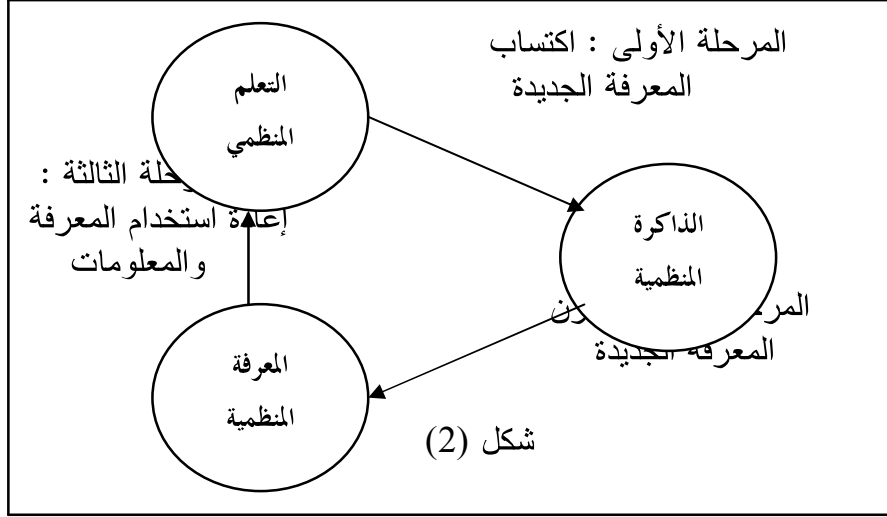 المرحلة الأولى : اكتساب
المعرفة الجديدة
التعلم
المنظمي
الذاكرة
المنظمية
المعرفة الجديدة
حلة الثالثة :
إعادة استخدام المعرفة
والمعلومات
المعرفة
المنظمية
شكل (2)